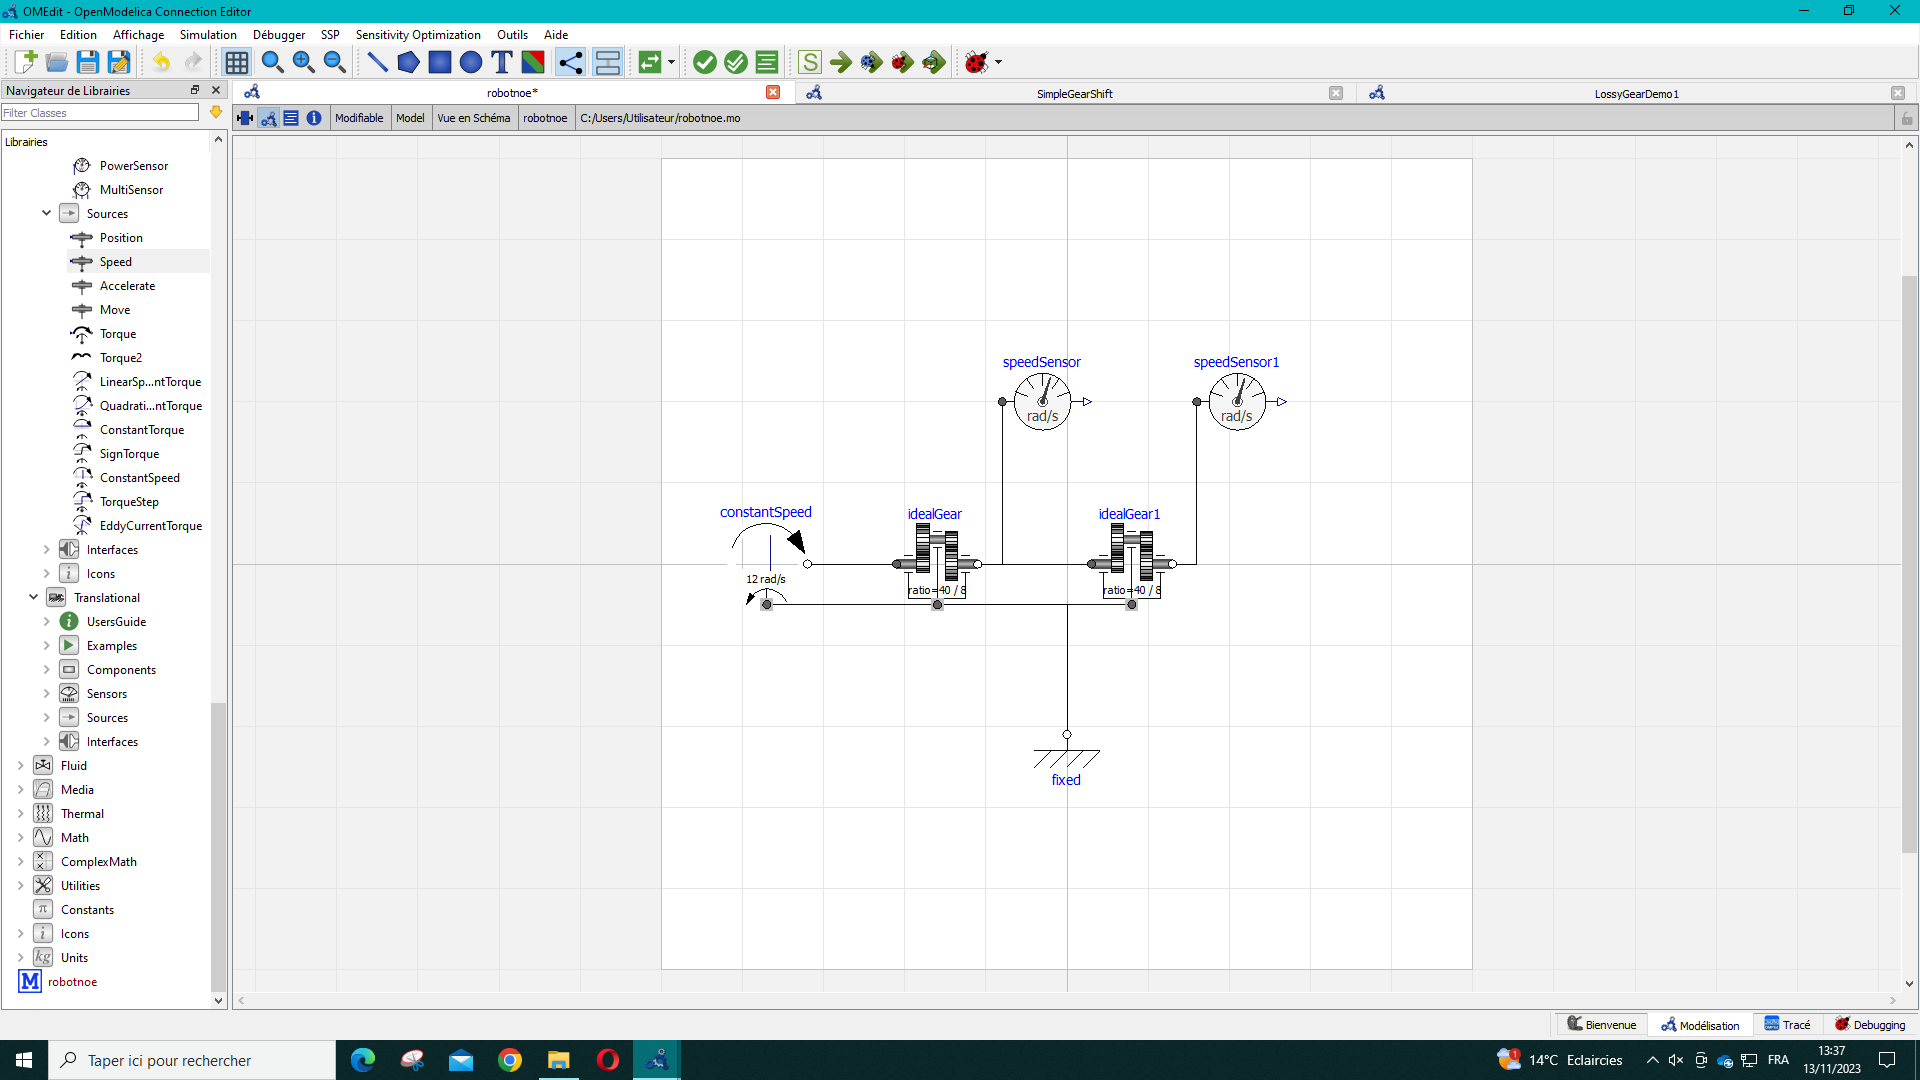 OMEdit - OpenModelica Connection Editor
Fichier Edition Affichage Simulation Débugger SSP Sensitivity Optimization Outils Aide
Navigateur de Librairies
robotnoe* SimpleGearShift LossyGearDemo1
Filter Classes
Modifiable Model Vue en Schéma robotnoe C:/Users/Utilisateur/robotnoe.mo
Librairies
PowerSensor
MultiSensor
Sources
Position
Speed
Accelerate
Move
Torque
Torque2
LinearSp...ntTorque
Quadrati...ntTorque
ConstantTorque
SignTorque
ConstantSpeed
TorqueStep
EddyCurrentTorque
Interfaces
Icons
Translational
UsersGuide
Examples
Components
Sensors
Sources
Interfaces
Fluid
Media
Thermal
Math
ComplexMath
Utilities
Constants
Icons
Units
robotnoe
speedSensor speedSensor1
rad/s rad/s
constantSpeed idealGear idealGear1
12 rad/s
ratio=40 / 8 ratio=40 / 8
fixed
Bienvenue Modélisation Tracé Debugging
Taper ici pour rechercher
1 14°C Eclaircies FRA 13:37
13/11/2023